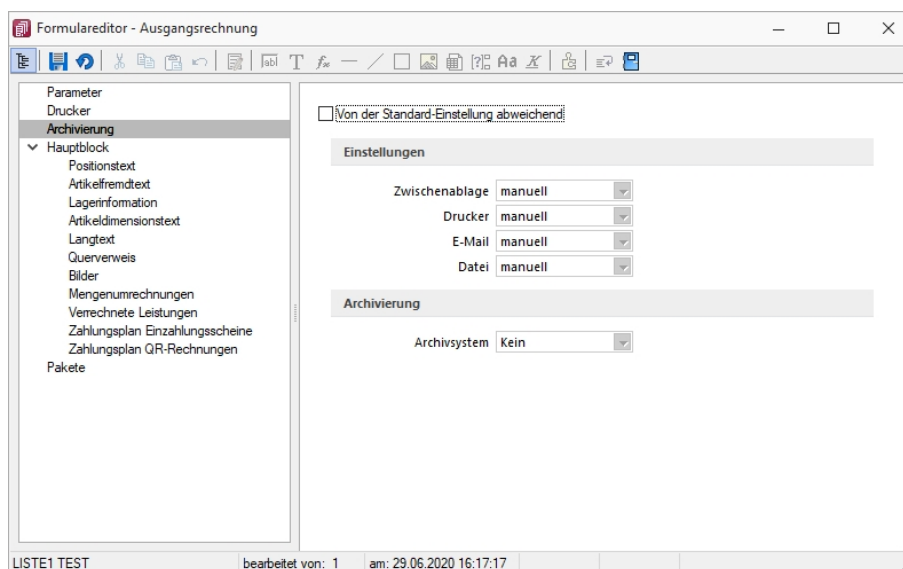 Formulareditor - Ausgangsrechnung
Parameter
Drucker
Archivierung
Hauptblock
Positionstext
Artikelfremdtext
Lagerinformation
Artikeldimensionstext
Langtext
Querverweis
Bilder
Mengenumrechnungen
Verrechnete Leistungen
Zahlungsplan Einzahlungsscheine
Zahlungsplan QR-Rechnungen
Pakete
Von der Standard-Einstellung abweichend
Einstellungen
Zwischenablage manuell
Drucker manuell
E-Mail manuell
Datei manuell
Archivierung
Archivsystem Kein
LISTE1 TEST bearbeitet von: 1 am: 29.06.2020 16:17:17